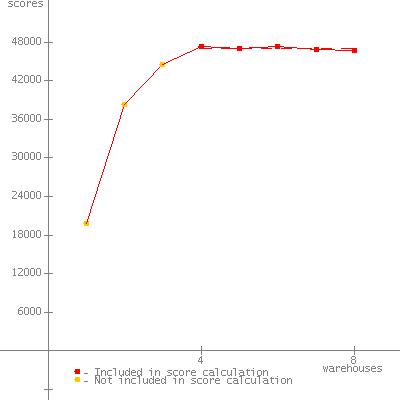 scores
48000
42000
36000
30000
24000
18000
12000
6000
4
8
warehouses
- Included in score calculation
- Not included in score calculation